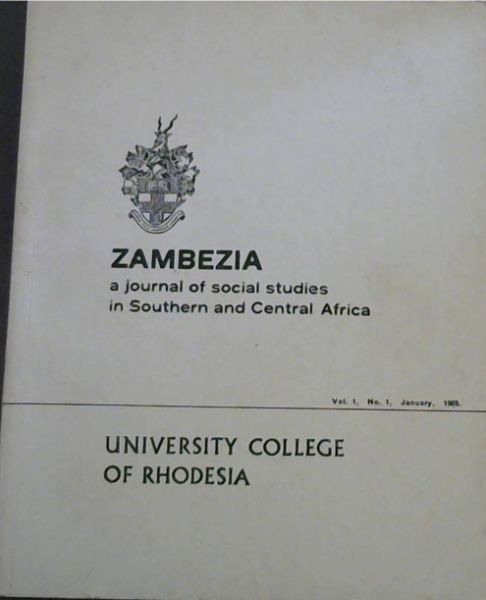 ZAMBEZIA
a journal of social studies
in Southern and Central Africa
Vol. 1, No. 1, January, 1969.
UNIVERSITY COLLEGE
OF RHODESIA